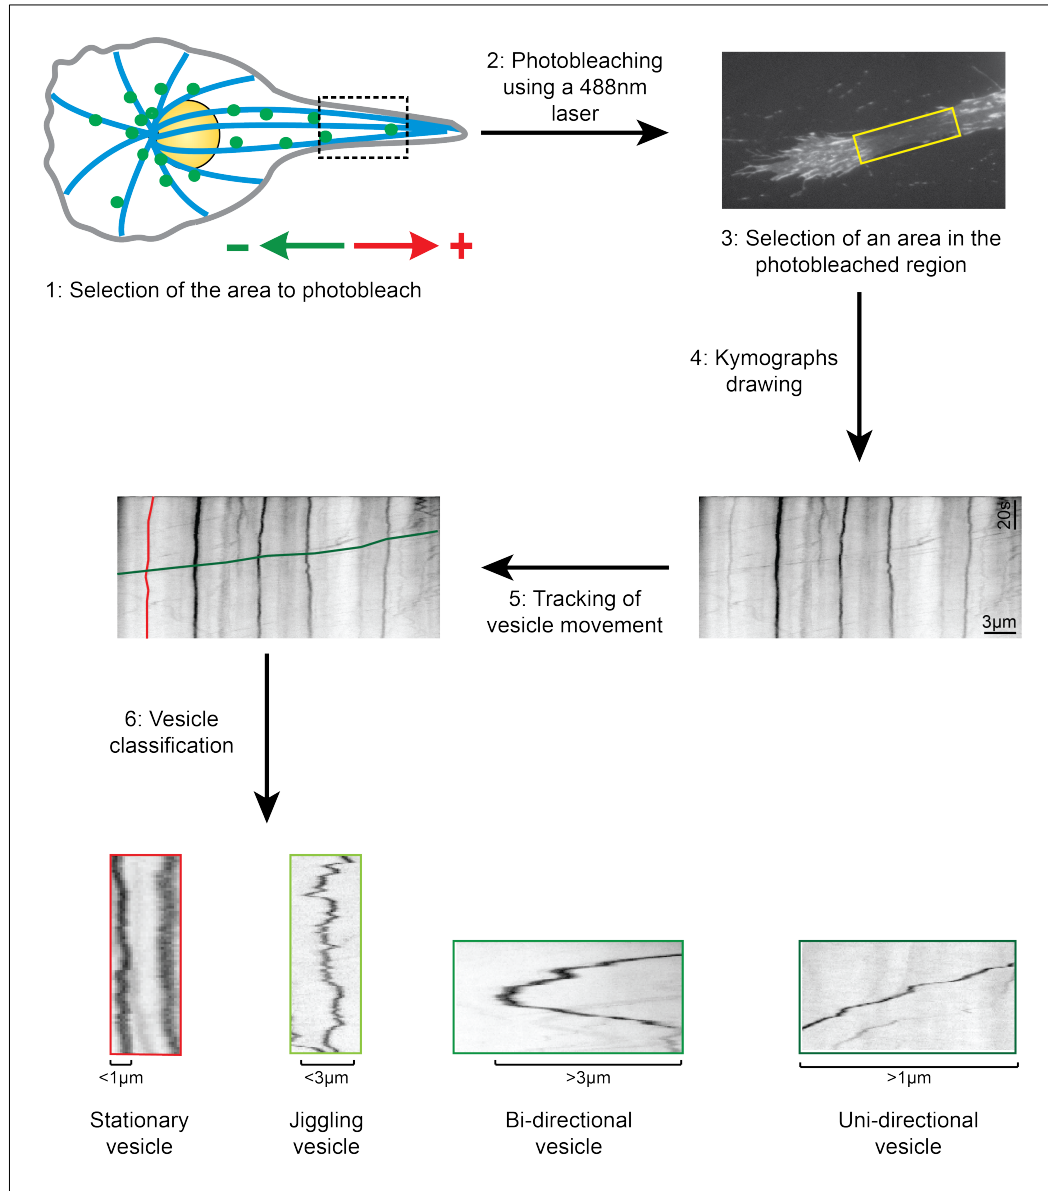 2: Photobleaching
using a 488nm
laser
- +
1: Selection of the area to photobleach
3: Selection of an area in the
photobleached region
4: Kymographs
drawing
20s
3µm
5: Tracking of
vesicle movement
6: Vesicle
classification
<1µm
<3µm
>3µm
>1µm
Stationary
vesicle
Jiggling
vesicle
Bi-directional
vesicle
Uni-directional
vesicle